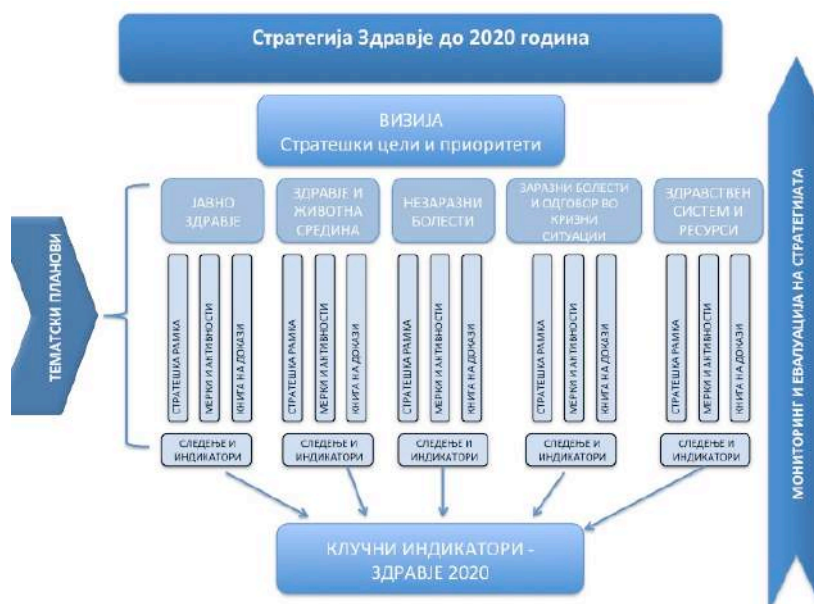 Стратегија Здравје до 2020 година
ВИЗИЈА
Стратешки цели и приоритети
ТЕМАТСКИ ПЛАНОВИ
ЈАВНО
ЗДРАВЈЕ
ЗДРАВЈЕ И
ЖИВОТНА
СРЕДИНА
НЕЗАРАЗНИ
БОЛЕСТИ
ЗАРАЗНИ БОЛЕСТИ
И ОДГОВОР ВО
КРИЗНИ
СИТУАЦИИ
ЗДРАВСТВЕН
СИСТЕМ И
РЕСУРСИ
СТРАТЕШКА РАМКА
МЕРКИ И АКТИВНОСТИ
КНИГА НА ДОКАЗИ
СТРАТЕШКА РАМКА
МЕРКИ И АКТИВНОСТИ
КНИГА НА ДОКАЗИ
СТРАТЕШКА РАМКА
МЕРКИ И АКТИВНОСТИ
КНИГА НА ДОКАЗИ
СТРАТЕШКА РАМКА
МЕРКИ И АКТИВНОСТИ
КНИГА НА ДОКАЗИ
СТРАТЕШКА РАМКА
МЕРКИ И АКТИВНОСТИ
КНИГА НА ДОКАЗИ
СЛЕДЕЊЕ И
ИНДИКАТОРИ
СЛЕДЕЊЕ И
ИНДИКАТОРИ
СЛЕДЕЊЕ И
ИНДИКАТОРИ
СЛЕДЕЊЕ И
ИНДИКАТОРИ
СЛЕДЕЊЕ И
ИНДИКАТОРИ
КЛУЧНИ ИНДИКАТОРИ -
ЗДРАВЈЕ 2020
МОНИТОРИНГ И ЕВАЛУАЦИЈА НА СТРАТЕГИЈАТА